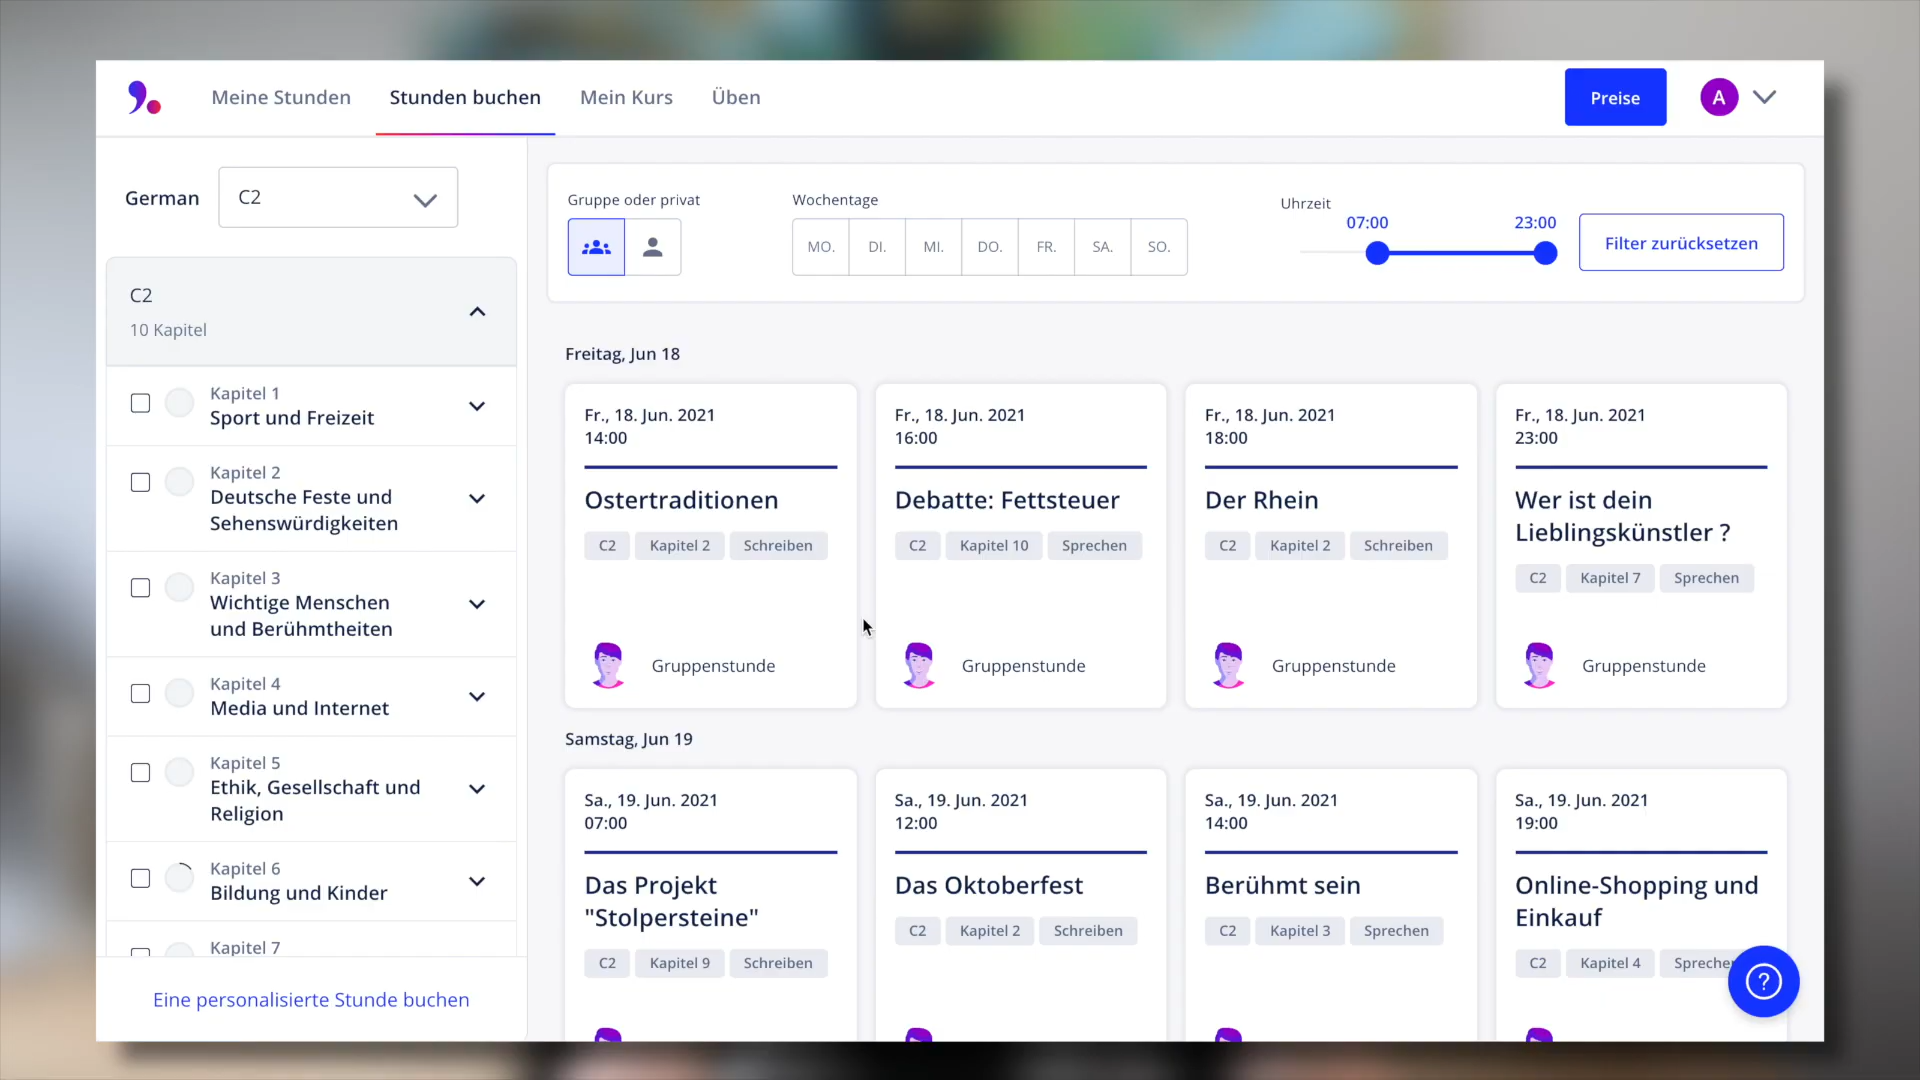 Meine Stunden
Stunden buchen
Mein Kurs
Üben
Preise
A
German
C2
C2
10 Kapitel
Kapitel 1
Sport und Freizeit
Kapitel 2
Deutsche Feste und
Sehenswürdigkeiten
Kapitel 3
Wichtige Menschen
und Berühmtheiten
Kapitel 4
Media und Internet
Kapitel 5
Ethik, Gesellschaft und
Religion
Kapitel 6
Bildung und Kinder
Kapitel 7
Eine personalisierte Stunde buchen
Gruppe oder privat
Wochentage
MO. DI. MI. DO. FR. SA. SO.
Uhrzeit
07:00 23:00
Filter zurücksetzen
Freitag, Jun 18
Fr., 18. Jun. 2021
14:00
Ostertraditionen
C2 Kapitel 2 Schreiben
Gruppenstunde
Fr., 18. Jun. 2021
16:00
Debatte: Fettsteuer
C2 Kapitel 10 Sprechen
Gruppenstunde
Fr., 18. Jun. 2021
18:00
Der Rhein
C2 Kapitel 2 Schreiben
Gruppenstunde
Fr., 18. Jun. 2021
23:00
Wer ist dein
Lieblingskünstler ?
C2 Kapitel 7 Sprechen
Gruppenstunde
Samstag, Jun 19
Sa., 19. Jun. 2021
07:00
Das Projekt
"Stolpersteine"
C2 Kapitel 9 Schreiben
Sa., 19. Jun. 2021
12:00
Das Oktoberfest
C2 Kapitel 2 Schreiben
Sa., 19. Jun. 2021
14:00
Berühmt sein
C2 Kapitel 3 Sprechen
Sa., 19. Jun. 2021
19:00
Online-Shopping und
Einkauf
C2 Kapitel 4 Spreche
?